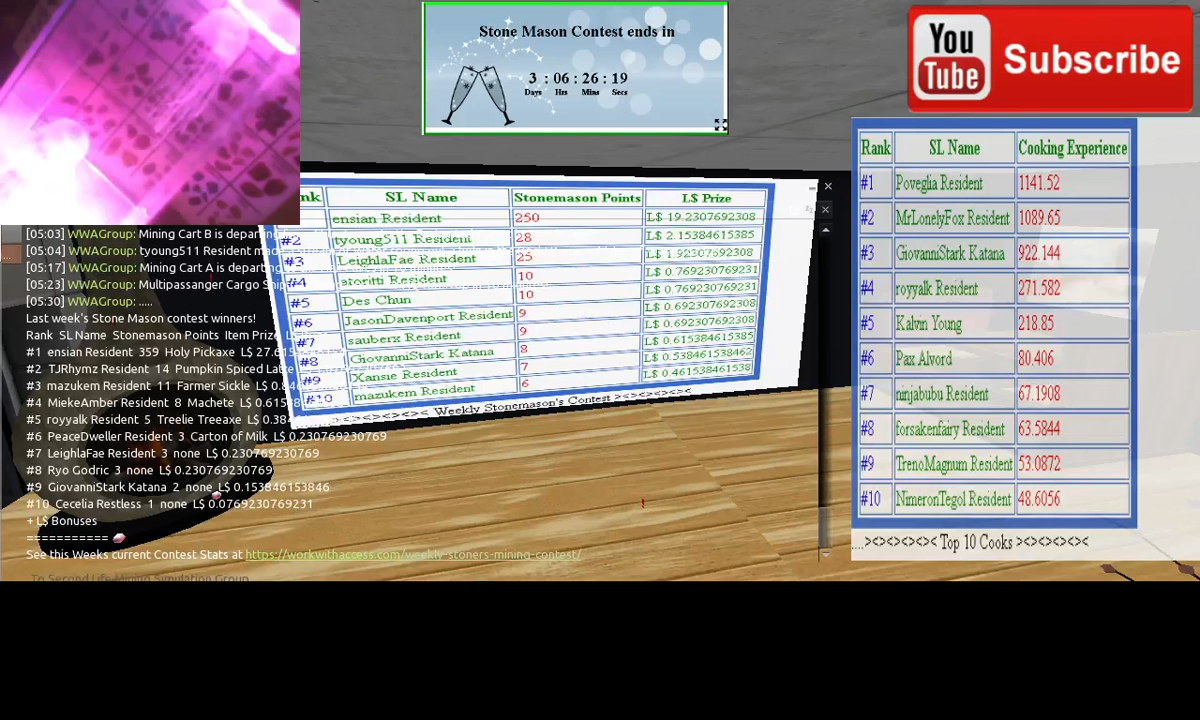 Stone Mason Contest ends in
3 : 06 : 26 : 19
Days Hrs Mins Secs
You Tube Subscribe
Rank SL Name Cooking Experience
#1 Poveglia Resident 1141.52
#2 MrLonelyFox Resident 1089.65
#3 GiovanniStark Katana 922.144
#4 royyalk Resident 271.582
#5 Kalvin Young 218.85
#6 Pax Alvord 80.406
#7 ninjabubu Resident 67.1908
#8 forsakenfairy Resident 63.5844
#9 TrenoMagnum Resident 53.0872
#10 NimeronTegol Resident 48.6056
....><><><>< Top 10 Cooks ><><><><
nk SL Name Stonemason Points L$ Prize
ensian Resident 250 L$ 19.2307692308
#2 tyoung511 Resident 28 L$ 2.15384615385
#3 LeighlaFae Resident 25 L$ 1.92307692308
#4 atoritti Resident 10 L$ 0.769230769231
#5 Des Chun 10 L$ 0.769230769231
#6 JasonDavenport Resident 9 L$ 0.692307692308
#7 sauberx Resident 9 L$ 0.692307692308
#8 GiovanniStark Katana 8 L$ 0.615384615385
#9 Xansie Resident 7 L$ 0.538461538462
#10 mazukem Resident 6 L$ 0.461538461538
<><><>< Weekly Stonemason's Contest ><><><><
[05:03] WWAGroup: Mining Cart B is departing
[05:04] WWAGroup: tyoung511 Resident
[05:17] WWAGroup: Mining Cart A is departing
[05:23] WWAGroup: Multipassanger Cargo Ship
[05:30] WWAGroup: .....
Last week's Stone Mason contest winners!
Rank SL Name Stonemason Points Item Prize
#1 ensian Resident 359 Holy Pickaxe L$
#2 TJRhymz Resident 14 Pumpkin Spiced Latte
#3 mazukem Resident 11 Farmer Sickle L$
#4 MiekeAmber Resident 8 Machete L$
#5 royyalk Resident 5 Treelie Treeaxe L$
#6 PeaceDweller Resident 3 Carton of Milk L$ 0.230769230769
#7 LeighlaFae Resident 3 none L$ 0.230769230769
#8 Ryo Godric 3 none L$ 0.230769230769
#9 GiovanniStark Katana 2 none L$ 0.153846153846
#10 Cecelia Restless 1 none L$ 0.0769230769231
+ L$ Bonuses
===========
See this Weeks current Contest Stats at https://workwithaccess.com/weekly-stoners-mining-contest/
To Second Life Mining Simulation Group